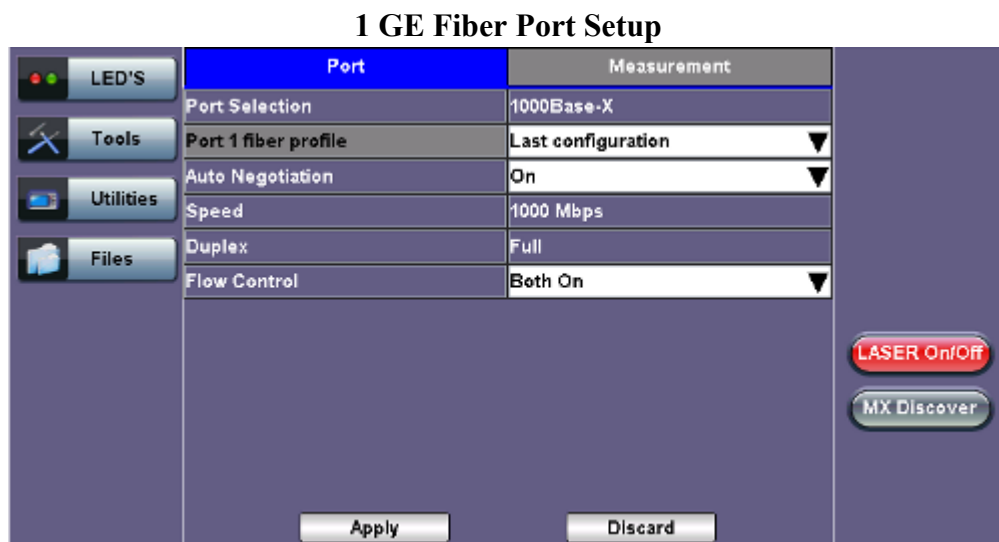 1 GE Fiber Port Setup
LED'S
Tools
Utilities
Files
Port Measurement
Port Selection 1000Base-X
Port 1 fiber profile Last configuration
Auto Negotiation On
Speed 1000 Mbps
Duplex Full
Flow Control Both On
LASER On/Off
MX Discover
Apply Discard